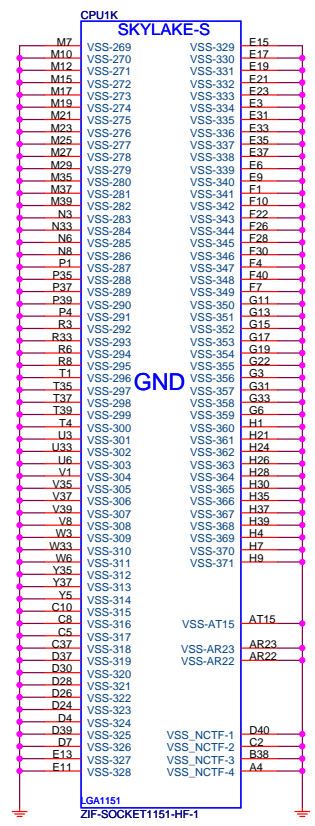 CPU1K
SKYLAKE-S
M7 VSS-269 VSS-329 E15
M10 VSS-270 VSS-330 E17
M12 VSS-271 VSS-331 E19
M15 VSS-272 VSS-332 E21
M17 VSS-273 VSS-333 E23
M19 VSS-274 VSS-334 E3
M21 VSS-275 VSS-335 E31
M23 VSS-276 VSS-336 E33
M25 VSS-277 VSS-337 E35
M27 VSS-278 VSS-338 E37
M29 VSS-279 VSS-339 E6
M35 VSS-280 VSS-340 E9
M37 VSS-281 VSS-341 F1
M39 VSS-282 VSS-342 F10
N3 VSS-283 VSS-343 F22
N33 VSS-284 VSS-344 F26
N6 VSS-285 VSS-345 F28
N8 VSS-286 VSS-346 F30
P1 VSS-287 VSS-347 F4
P35 VSS-288 VSS-348 F40
P37 VSS-289 VSS-349 F7
P39 VSS-290 VSS-350 G11
P4 VSS-291 VSS-351 G13
R3 VSS-292 VSS-352 G15
R33 VSS-293 VSS-353 G17
R6 VSS-294 VSS-354 G19
R8 VSS-295 VSS-355 G22
T1 VSS-296 GND VSS-356 G3
T35 VSS-297 VSS-357 G31
T37 VSS-298 VSS-358 G33
T39 VSS-299 VSS-359 G6
T4 VSS-300 VSS-360 H1
U3 VSS-301 VSS-361 H21
U33 VSS-302 VSS-362 H24
U6 VSS-303 VSS-363 H26
V1 VSS-304 VSS-364 H28
V35 VSS-305 VSS-365 H30
V37 VSS-306 VSS-366 H35
V39 VSS-307 VSS-367 H37
V8 VSS-308 VSS-368 H39
W3 VSS-309 VSS-369 H4
W33 VSS-310 VSS-370 H7
W6 VSS-311 VSS-371 H9
Y35 VSS-312
Y37 VSS-313
Y5 VSS-314
C10 VSS-315
C8 VSS-316 VSS-AT15 AT15
C5 VSS-317
C37 VSS-318 VSS-AR23 AR23
D37 VSS-319 VSS-AR22 AR22
D30 VSS-320
D28 VSS-321
D26 VSS-322
D24 VSS-323
D4 VSS-324
D39 VSS-325 VSS_NCTF-1 D40
D7 VSS-326 VSS_NCTF-2 C2
E13 VSS-327 VSS_NCTF-3 B38
E11 VSS-328 VSS_NCTF-4 A4
LGA1151
ZIF-SOCKET1151-HF-1